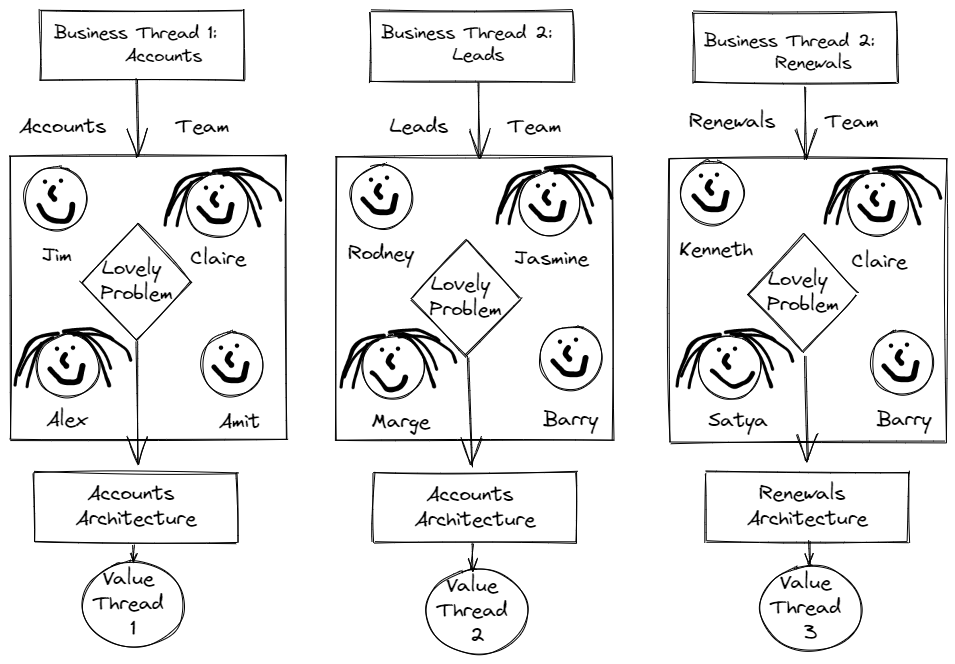 Business Thread 1:
Accounts
Accounts Team
Jim
Claire
Lovely
Problem
Alex
Amit
Accounts
Architecture
Value
Thread
1
Business Thread 2:
Leads
Leads Team
Rodney
Jasmine
Lovely
Problem
Marge
Barry
Accounts
Architecture
Value
Thread
2
Business Thread 2:
Renewals
Renewals Team
Kenneth
Claire
Lovely
Problem
Satya
Barry
Renewals
Architecture
Value
Thread
3